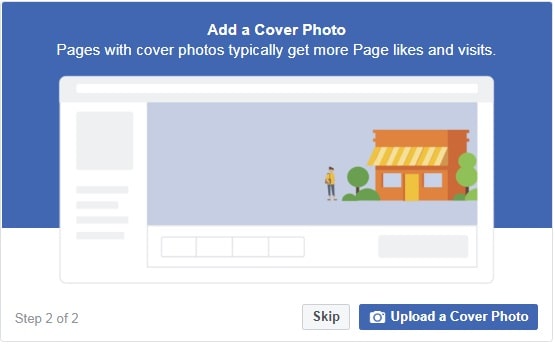 Add a Cover Photo
Pages with cover photos typically get more Page likes and visits.
Step 2 of 2
Skip
Upload a Cover Photo